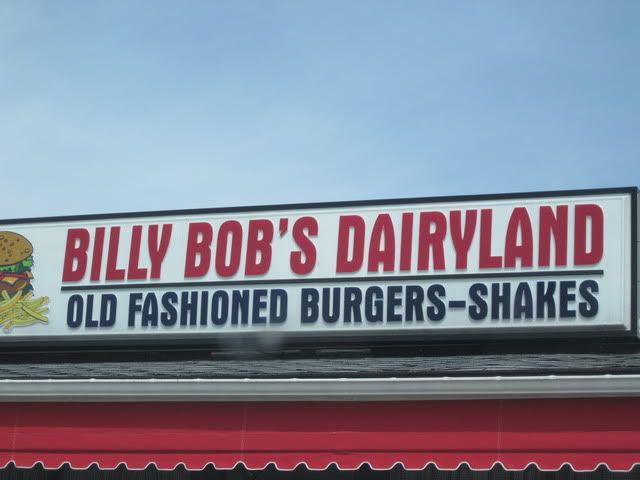 BILLY BOB'S DAIRYLAND
OLD FASHIONED BURGERS-SHAKES